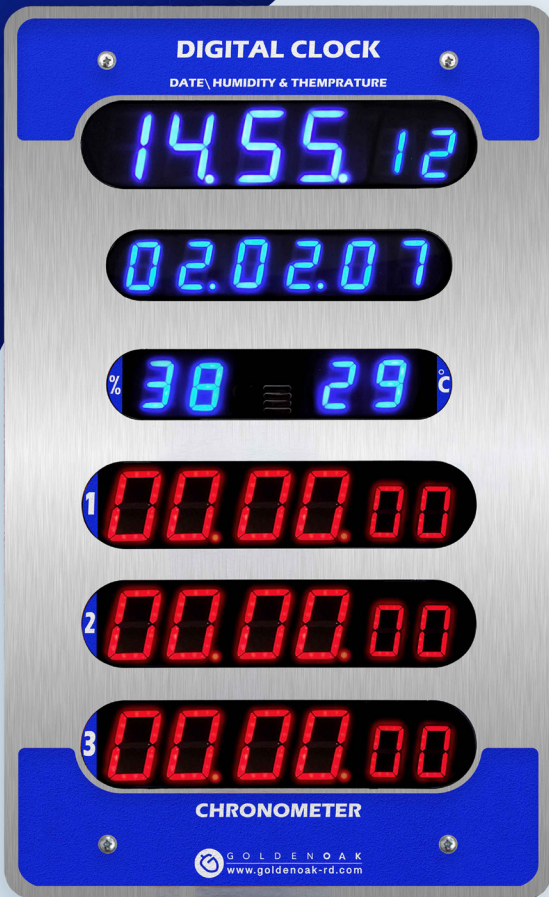 DIGITAL CLOCK
DATE\ HUMIDITY & THEMPRATURE
14.55. 12
02.02.07
% 38 29 °C
1 00.00. 00
2 00.00. 00
3 00.00. 00
CHRONOMETER
GOLDENOAK
www.goldenoak-rd.com